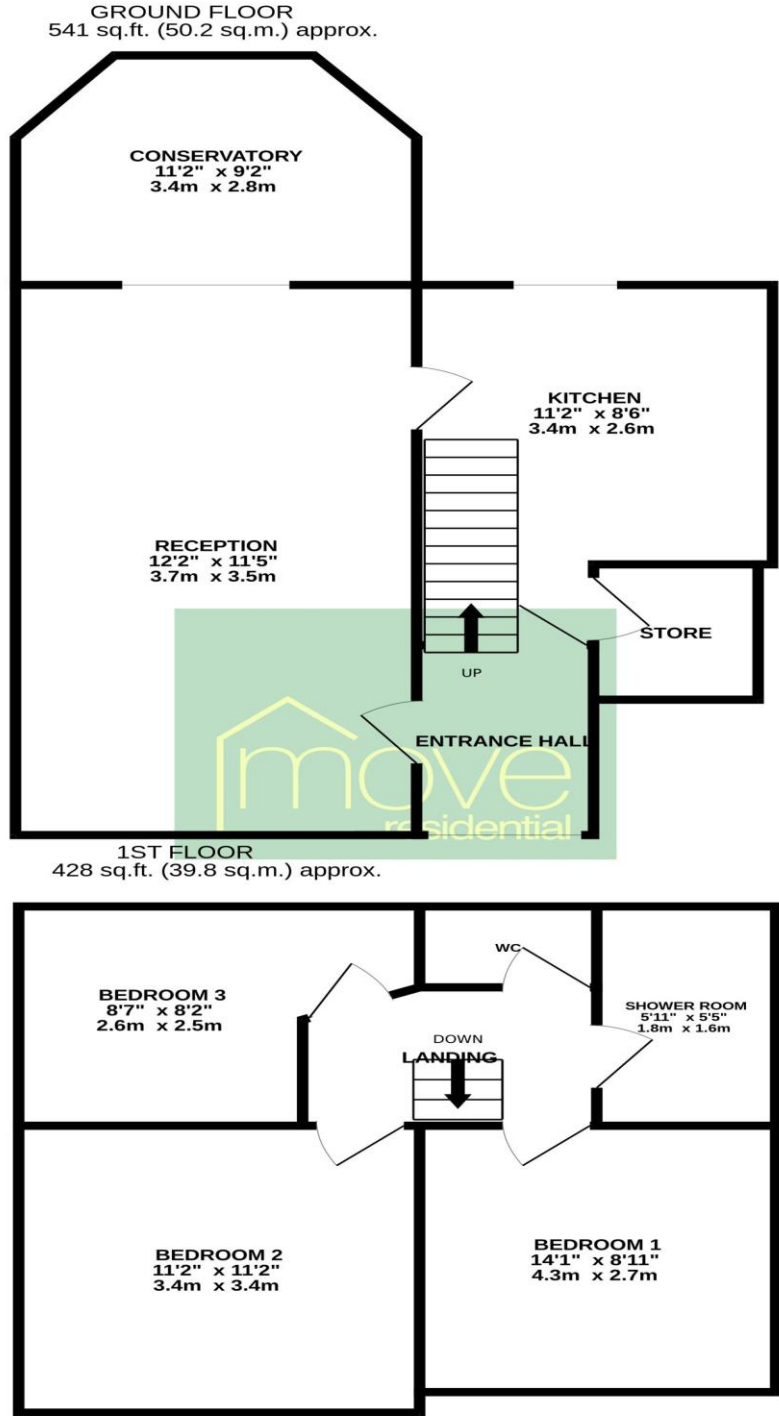 GROUND FLOOR
541 sq.ft. (50.2 sq.m.) approx.
CONSERVATORY
11'2" x 9'2"
3.4m x 2.8m
KITCHEN
11'2" x 8'6"
3.4m x 2.6m
RECEPTION
12'2" x 11'5"
3.7m x 3.5m
STORE
UP
ENTRANCE HALL
move
residential
1ST FLOOR
428 sq.ft. (39.8 sq.m.) approx.
WC
BEDROOM 3
8'7" x 8'2"
2.6m x 2.5m
SHOWER ROOM
5'11" x 5'5"
1.8m x 1.6m
DOWN
LANDING
BEDROOM 2
11'2" x 11'2"
3.4m x 3.4m
BEDROOM 1
14'1" x 8'11"
4.3m x 2.7m